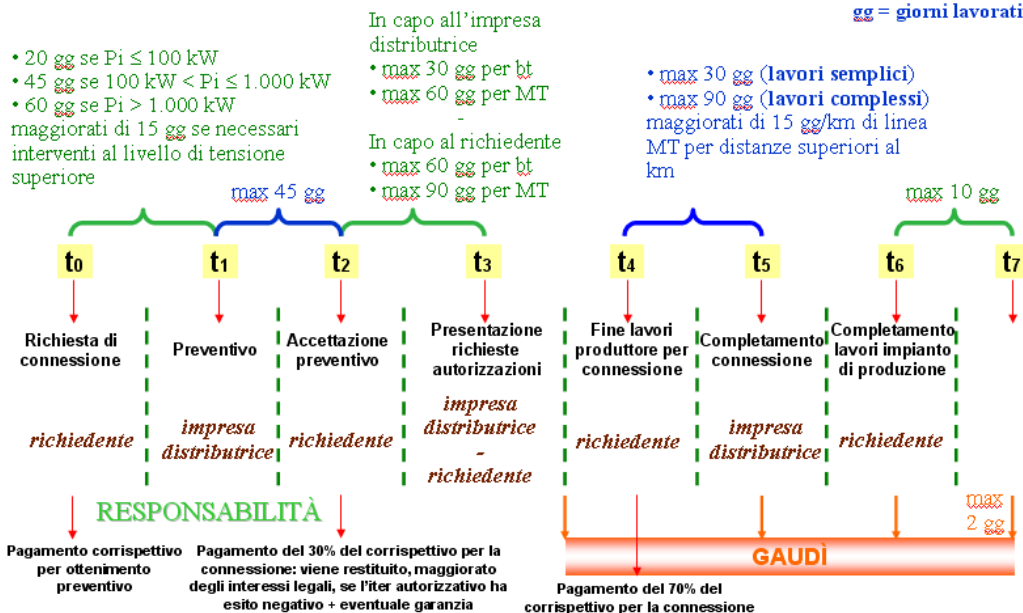 gg = giorni lavorati
• 20 gg se Pi ≤ 100 kW
• 45 gg se 100 kW < Pi ≤ 1.000 kW
• 60 gg se Pi > 1.000 kW
maggiorati di 15 gg se necessari
interventi al livello di tensione
superiore
max 45 gg
In capo all'impresa
distributrice
• max 30 gg per bt
• max 60 gg per MT
-
In capo al richiedente
• max 60 gg per bt
• max 90 gg per MT
• max 30 gg (lavori semplici)
• max 90 gg (lavori complessi)
maggiorati di 15 gg/km di linea
MT per distanze superiori al
km
max 10 gg
t0 t1 t2 t3 t4 t5 t6 t7
Richiesta di
connessione
Preventivo
Accettazione
preventivo
Presentazione
richieste
autorizzazioni
Fine lavori
produttore per
connessione
Completamento
connessione
Completamento
lavori impianto
di produzione
richiedente
impresa
distributrice
richiedente
impresa
distributrice
-
richiedente
richiedente
impresa
distributrice
richiedente
RESPONSABILITÀ
max
2 gg
GAUDÌ
Pagamento corrispettivo
per ottenimento
preventivo
Pagamento del 30% del corrispettivo per la
connessione: viene restituito, maggiorato
degli interessi legali, se l'iter autorizzativo ha
esito negativo + eventuale garanzia
Pagamento del 70% del
corrispettivo per la connessione